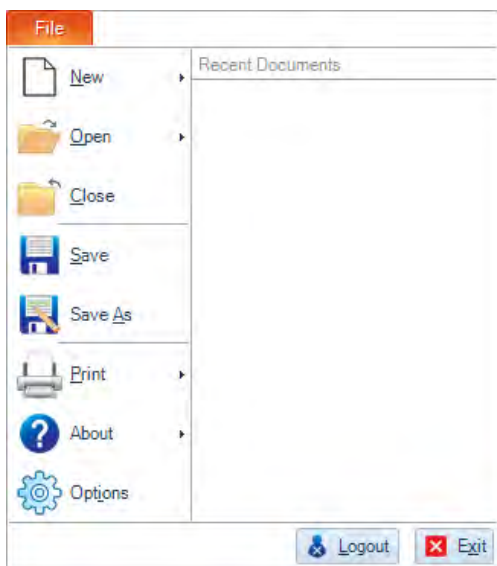 File
New
Recent Documents
Open
Close
Save
Save As
Print
About
Options
Logout
Exit